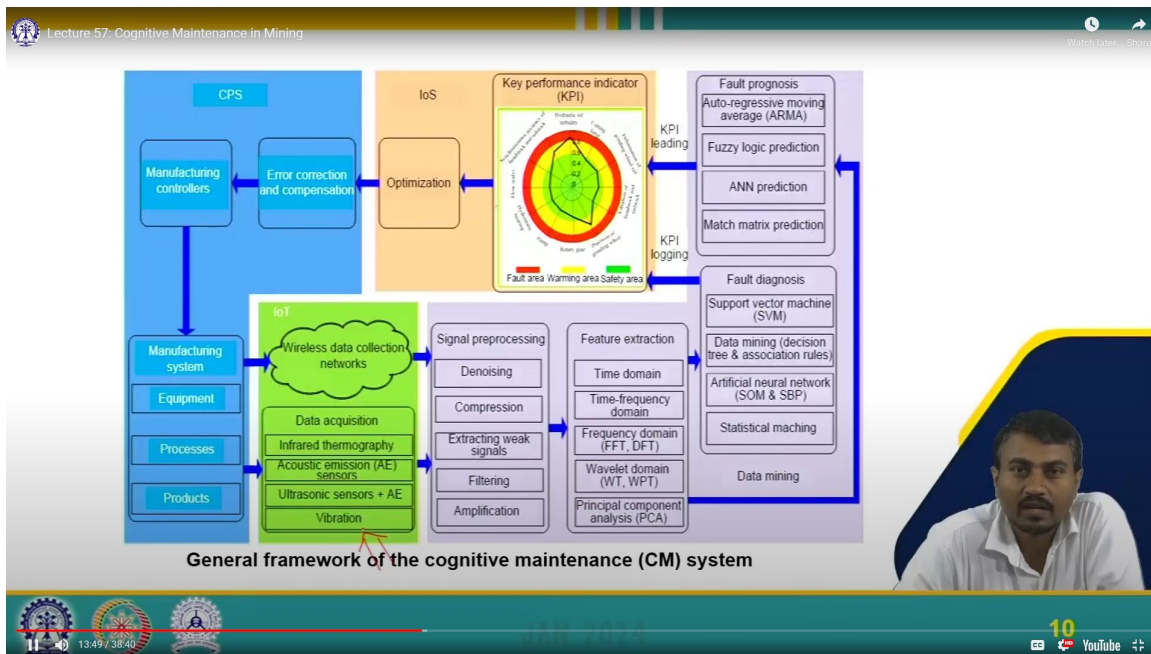 Lecture 57: Cognitive Maintenance in Mining
Watch later
Share
CPS
IoS
Key performance indicator
(KPI)
Fault area
Warming area
Safety area
Manufacturing
controllers
Error correction
and compensation
Optimization
KPI
leading
KPI
logging
Fault prognosis
Auto-regressive moving
average (ARMA)
Fuzzy logic prediction
ANN prediction
Match matrix prediction
Fault diagnosis
Support vector machine
(SVM)
Data mining (decision
tree & association rules)
Artificial neural network
(SOM & SBP)
Statistical maching
Data mining
IoT
Wireless data collection
networks
Manufacturing
system
Equipment
Processes
Products
Data acquisition
Infrared thermography
Acoustic emission (AE)
sensors
Ultrasonic sensors + AE
Vibration
Signal preprocessing
Denoising
Compression
Extracting weak
signals
Filtering
Amplification
Feature extraction
Time domain
Time-frequency
domain
Frequency domain
(FFT, DFT)
Wavelet domain
(WT, WPT)
Principal component
analysis (PCA)
General framework of the cognitive maintenance (CM) system
JAN 2024
10
13:49 / 38:40
CC
HD
YouTube